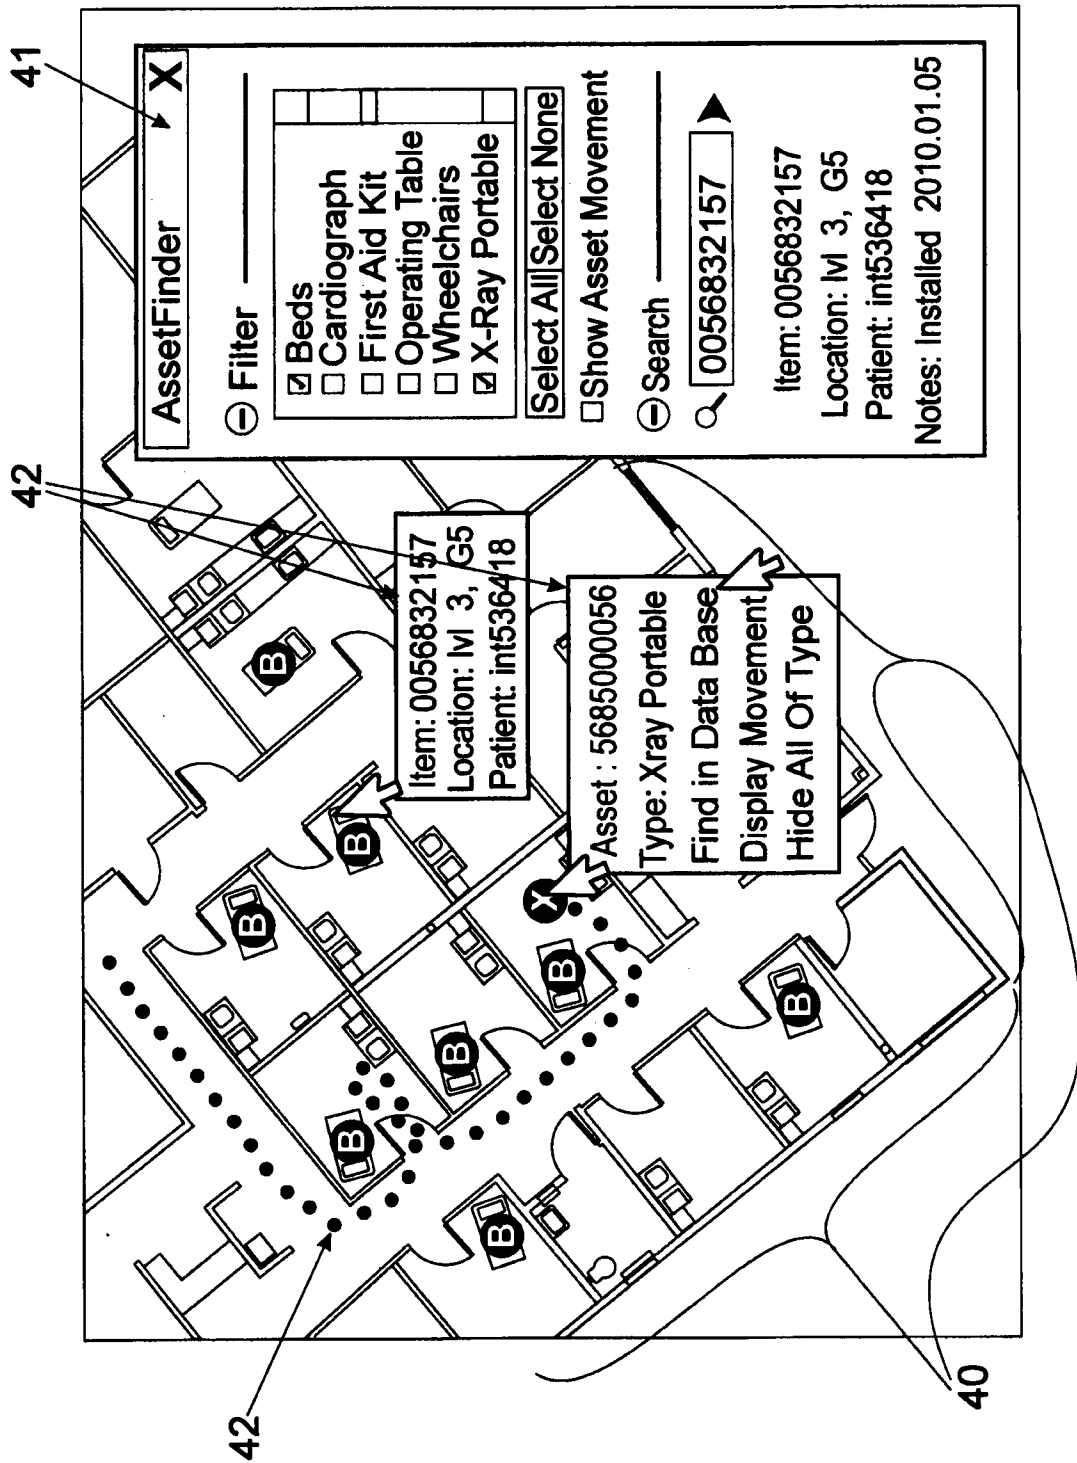 41
AssetFinder X
Filter
Beds
Cardiograph
First Aid Kit
Operating Table
Wheelchairs
X-Ray Portable
Select All Select None
Show Asset Movement
Search
0056832157
Item: 0056832157
Location: lvl 3, G5
Patient: int536418
Notes: Installed 2010.01.05
42
Item: 0056832157
Location: lvl 3, G5
Patient: int536418
Asset : 5685000056
Type: Xray Portable
Find in Data Base
Display Movement
Hide All Of Type
B
B
B
X
B
B
B
B
B
42
40